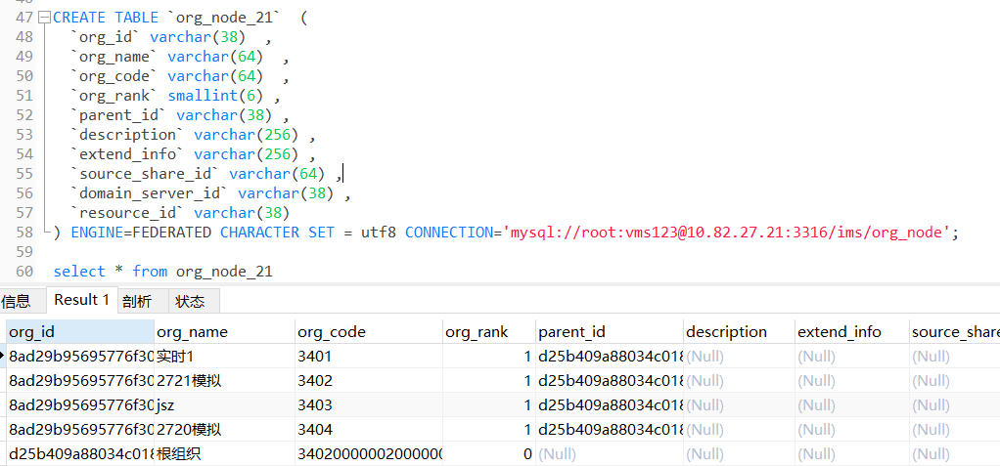 47 CREATE TABLE `org_node_21` (
48 `org_id` varchar(38) ,
49 `org_name` varchar(64) ,
50 `org_code` varchar(64) ,
51 `org_rank` smallint(6) ,
52 `parent_id` varchar(38) ,
53 `description` varchar(256) ,
54 `extend_info` varchar(256) ,
55 `source_share_id` varchar(64) ,
56 `domain_server_id` varchar(38) ,
57 `resource_id` varchar(38)
58 ) ENGINE=FEDERATED CHARACTER SET = utf8 CONNECTION='mysql://root:vms123@10.82.27.21:3316/ims/org_node';
59
60 select * from org_node_21
信息 Result 1 剖析 状态
org_id org_name org_code org_rank parent_id description extend_info source_share
8ad29b95695776f30 实时1 3401 1 d25b409a88034c018 (Null) (Null) (Null)
8ad29b95695776f30 2721模拟 3402 1 d25b409a88034c018 (Null) (Null) (Null)
8ad29b95695776f30 jsz 3403 1 d25b409a88034c018 (Null) (Null) (Null)
8ad29b95695776f30 2720模拟 3404 1 d25b409a88034c018 (Null) (Null) (Null)
d25b409a88034c018 根组织 34020000002000000 0 (Null) (Null) (Null) (Null)